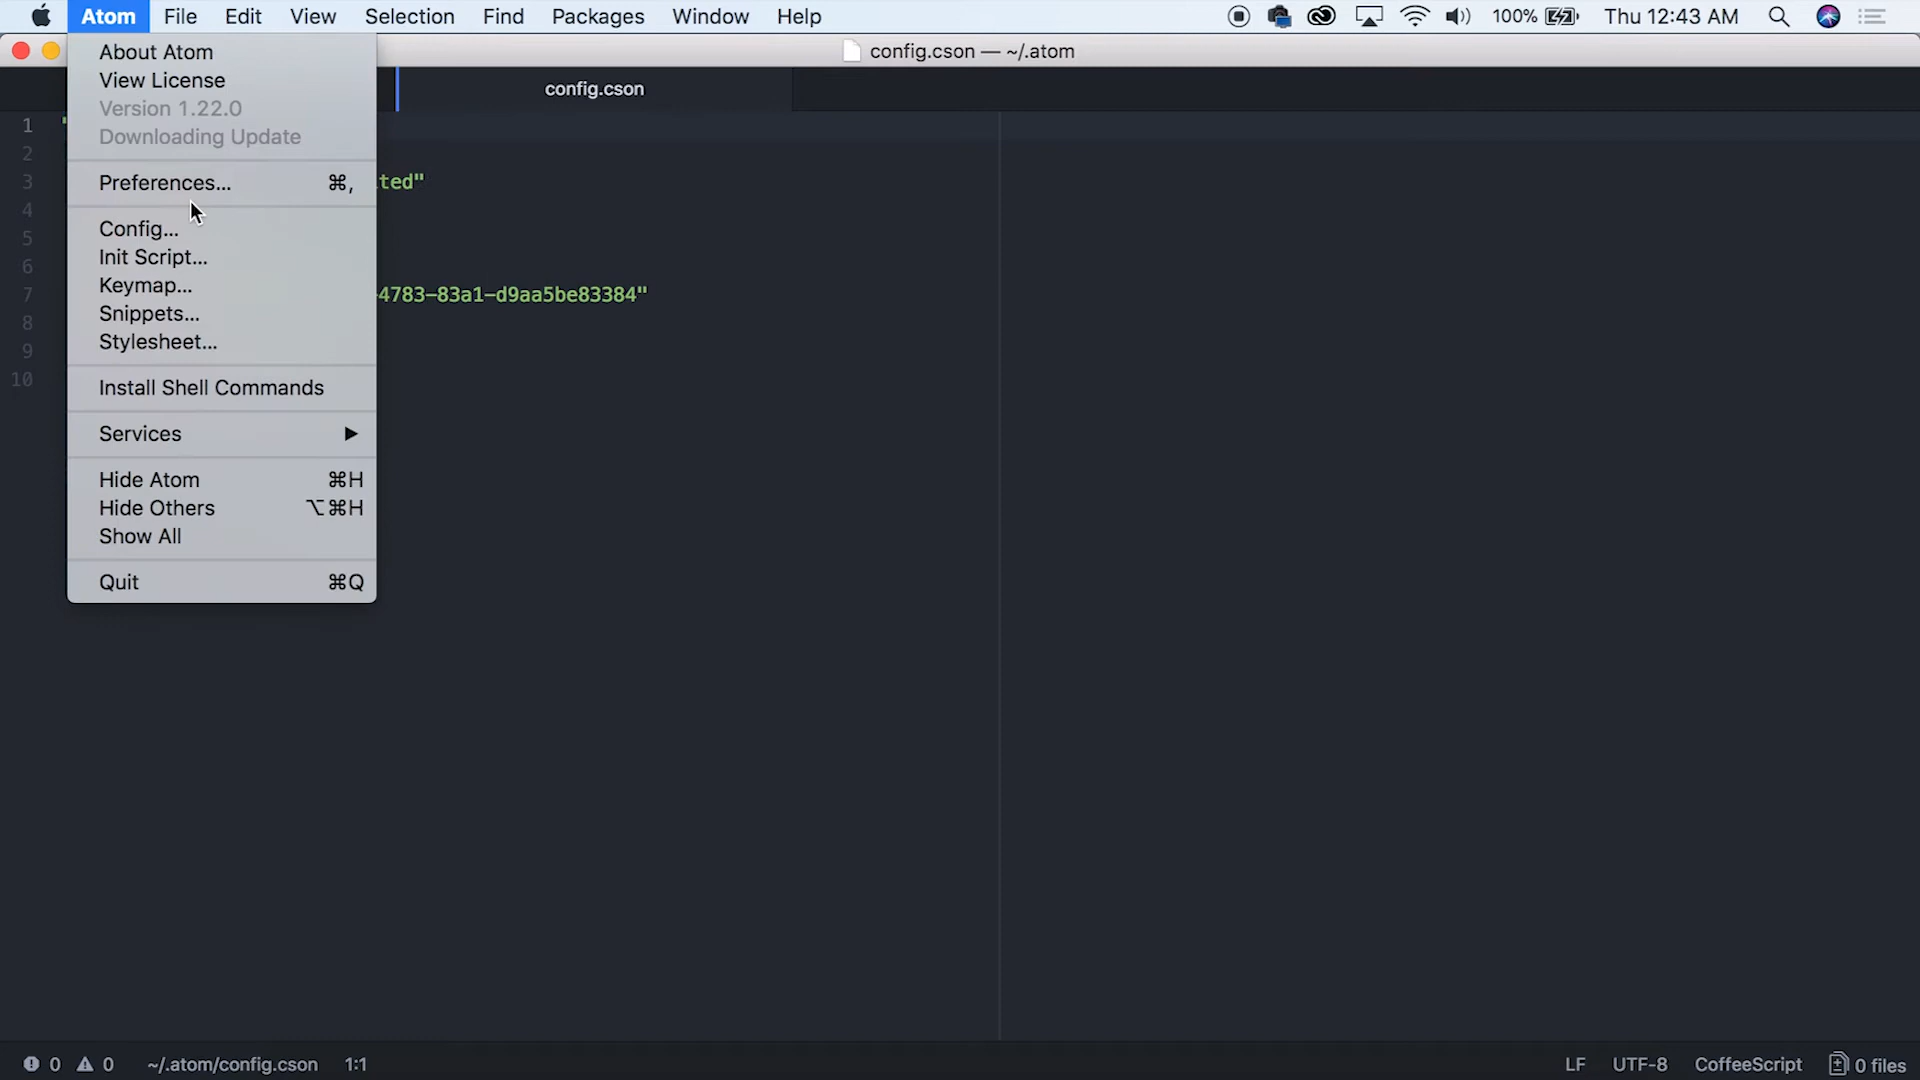 Atom File Edit View Selection Find Packages Window Help 100% Thu 12:43 AM
config.cson — ~/.atom
config.cson
About Atom
View License
Version 1.22.0
Downloading Update
Preferences... ⌘,
Config...
Init Script...
Keymap...
Snippets...
Stylesheet...
Install Shell Commands
Services ▶
Hide Atom ⌘H
Hide Others ⌥⌘H
Show All
Quit ⌘Q
1 "
2
3 ted"
4
5
6
7 -4783-83a1-d9aa5be83384"
8
9
10
0 0 ~/.atom/config.cson 1:1 LF UTF-8 CoffeeScript 0 files